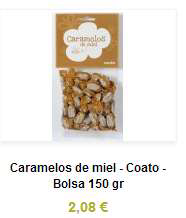 Caramelos
de miel
Caramelos de miel - Coato -
Bolsa 150 gr
2,08 €